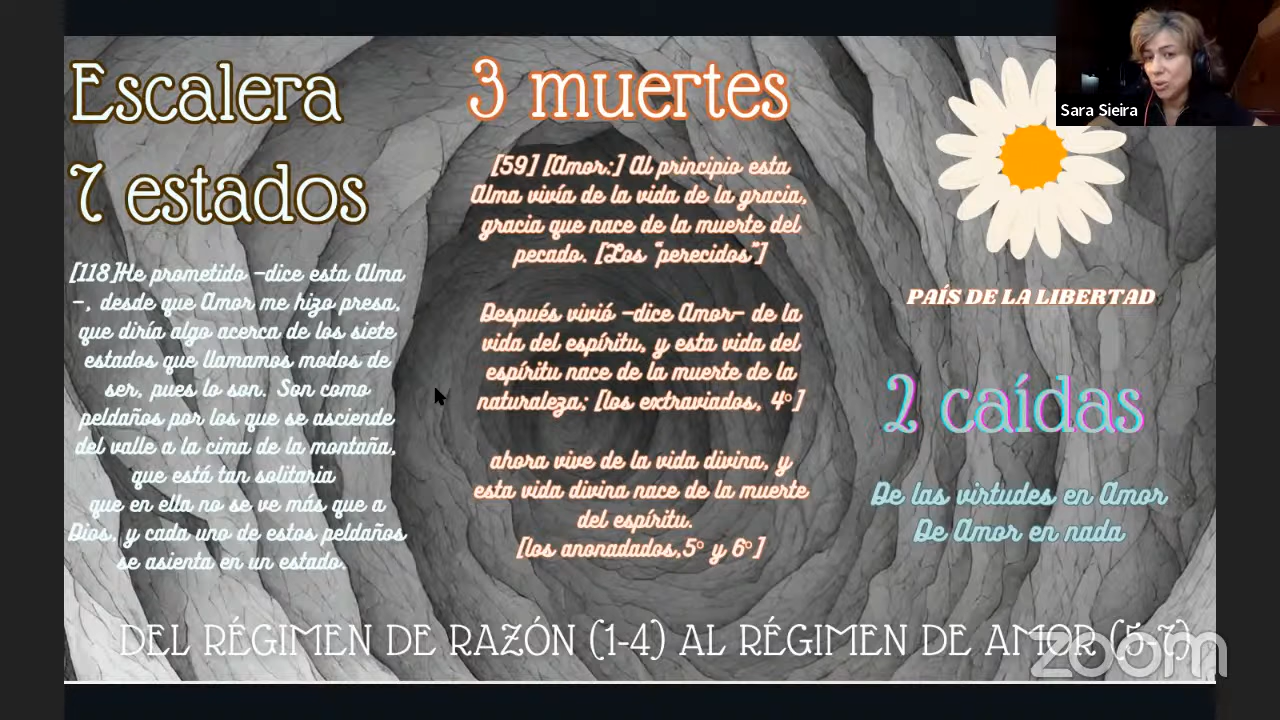 Escalera
7 estados
[118]He prometido –dice esta Alma
–, desde que Amor me hizo presa,
que diría algo acerca de los siete
estados que llamamos modos de
ser, pues lo son. Son como
peldaños por los que se asciende
del valle a la cima de la montaña,
que está tan solitaria
que en ella no se ve más que a
Dios, y cada uno de estos peldaños
se asienta en un estado.
3 muertes
[59] [Amor:] Al principio esta
Alma vivía de la vida de la gracia,
gracia que nace de la muerte del
pecado. [Los "perecidos"]
Después vivió –dice Amor– de la
vida del espíritu, y esta vida del
espíritu nace de la muerte de la
naturaleza; [los extraviados, 4º]
ahora vive de la vida divina, y
esta vida divina nace de la muerte
del espíritu.
[los anonadados,5º y 6º]
Sara Sieira
PAÍS DE LA LIBERTAD
2 caídas
De las virtudes en Amor
De Amor en nada
DEL RÉGIMEN DE RAZÓN (1-4) AL RÉGIMEN DE AMOR (5-7)
zoom